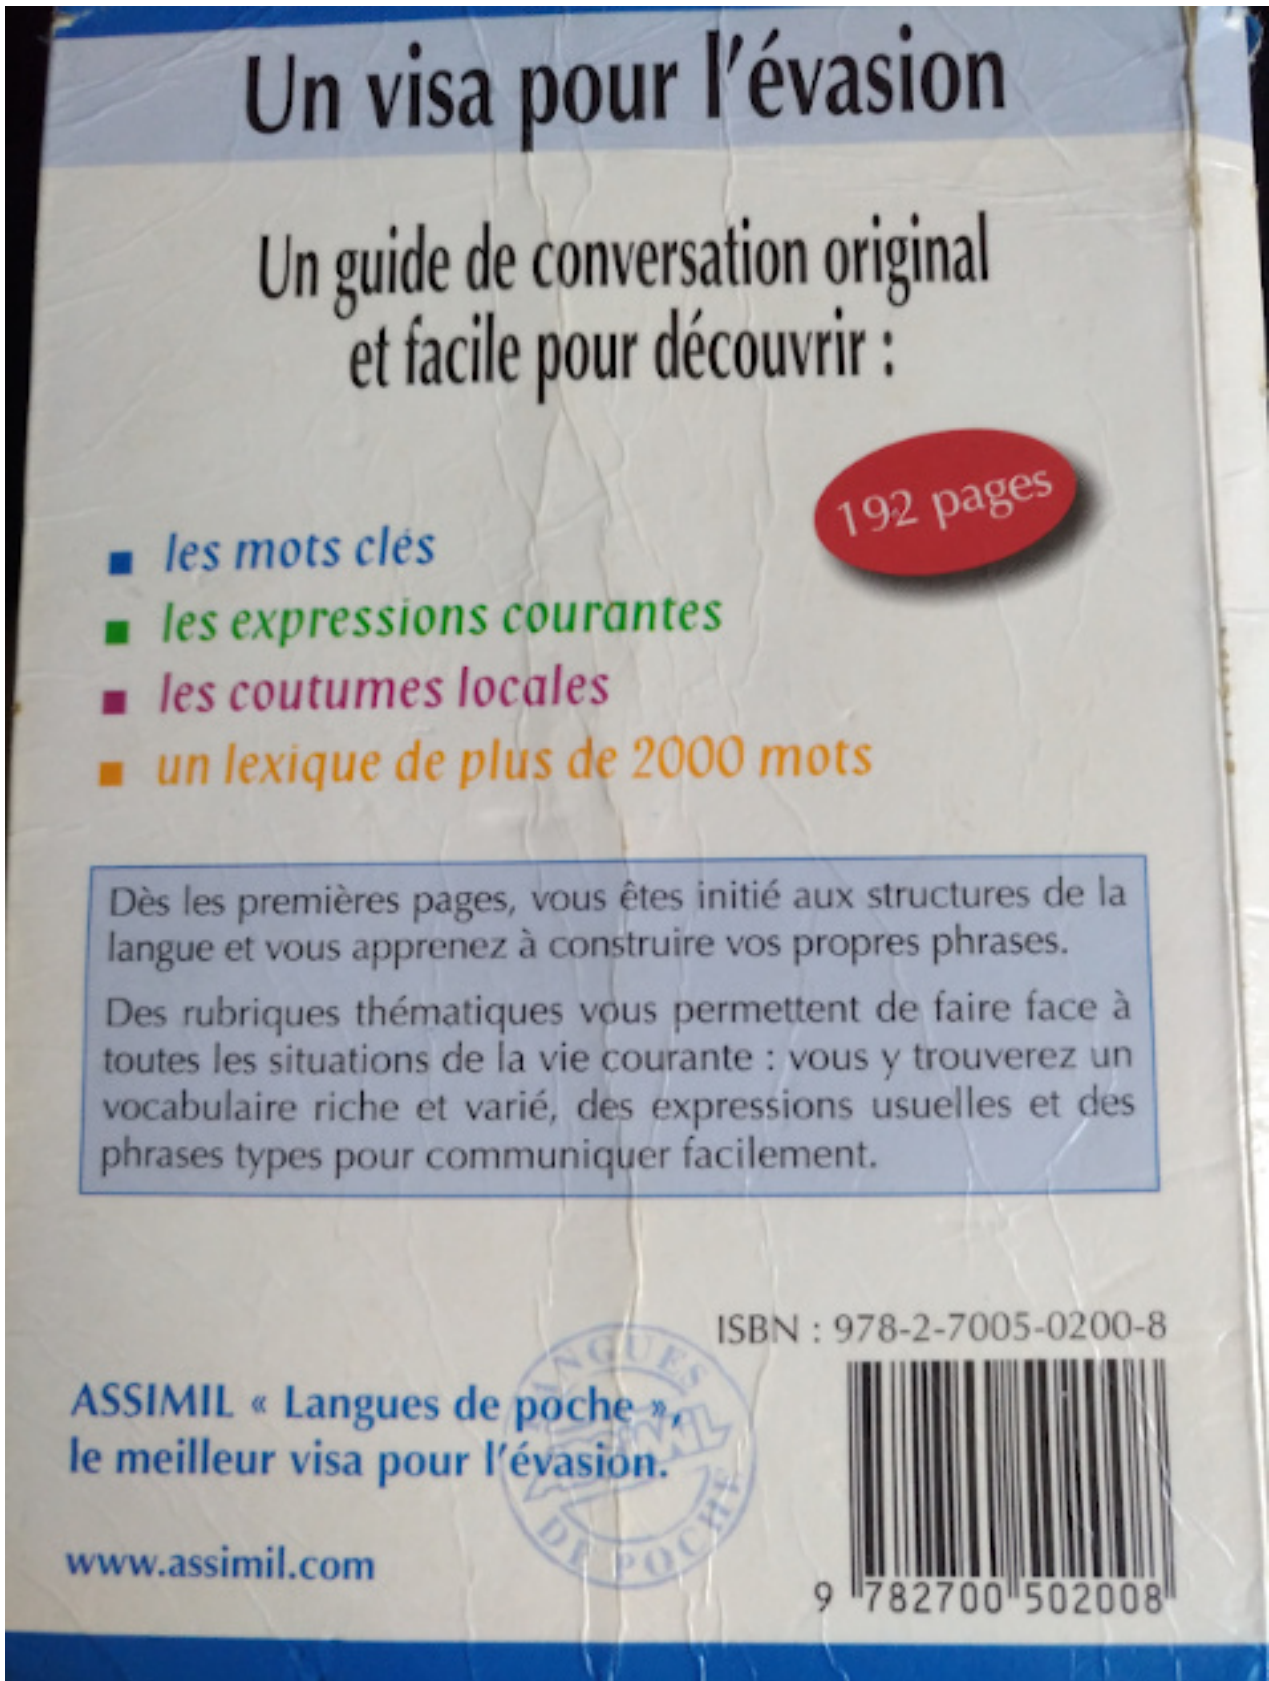 Un visa pour l'évasion
Un guide de conversation original
et facile pour découvrir :
192 pages
les mots clés
les expressions courantes
les coutumes locales
un lexique de plus de 2000 mots
Dès les premières pages, vous êtes initié aux structures de la
langue et vous apprenez à construire vos propres phrases.
Des rubriques thématiques vous permettent de faire face à
toutes les situations de la vie courante : vous y trouverez un
vocabulaire riche et varié, des expressions usuelles et des
phrases types pour communiquer facilement.
ISBN : 978-2-7005-0200-8
LANGUES
ASSIMIL
DE POCHE
ASSIMIL « Langues de poche »,
le meilleur visa pour l'évasion.
www.assimil.com
9 782700 502008